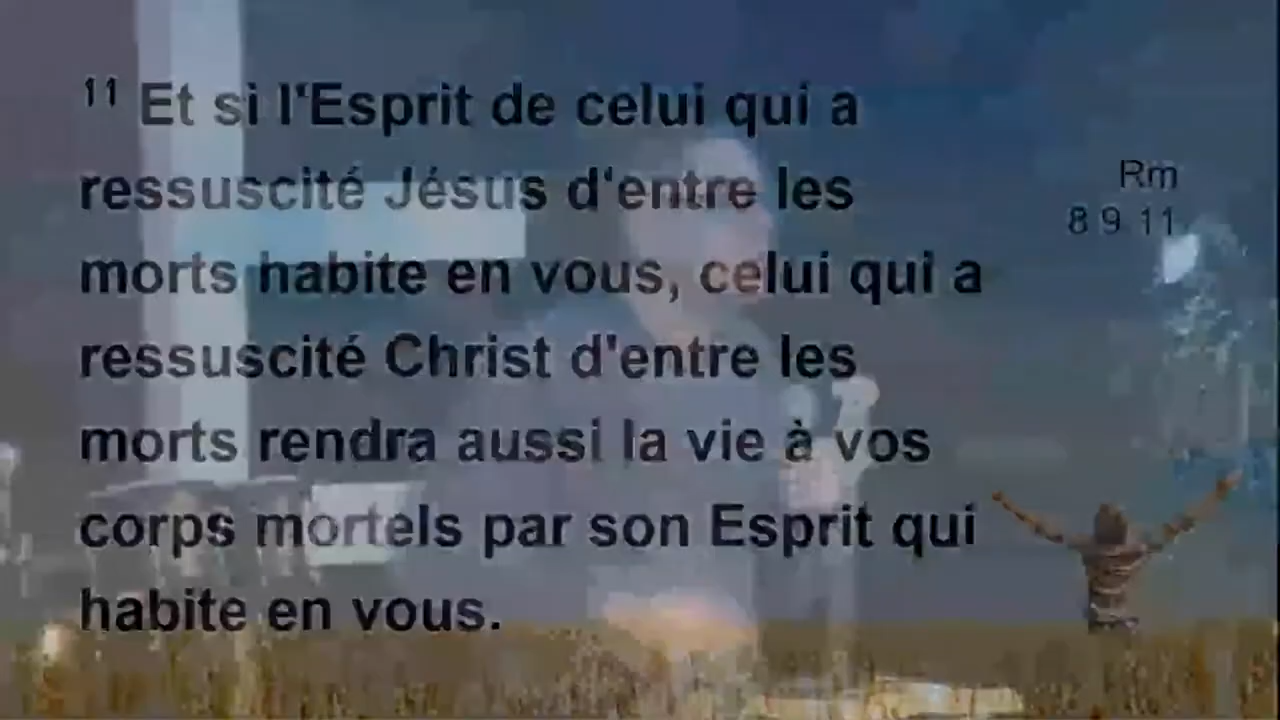 ¹¹ Et si l'Esprit de celui qui a
ressuscité Jésus d'entre les
morts habite en vous, celui qui a
ressuscité Christ d'entre les
morts rendra aussi la vie à vos
corps mortels par son Esprit qui
habite en vous.
Rm
8 9 11